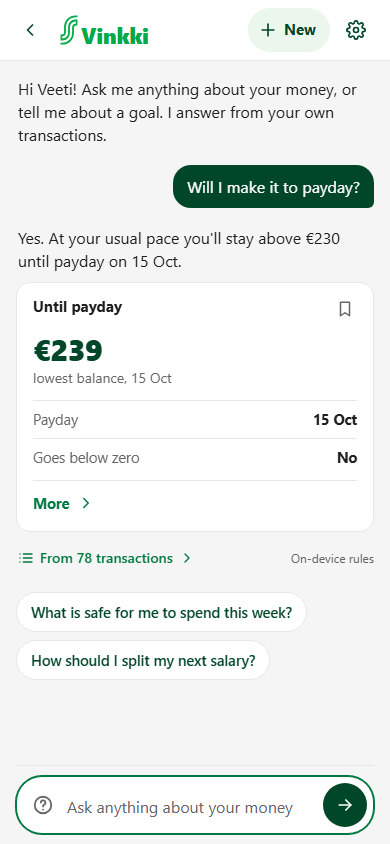 Vinkki
New
Hi Veeti! Ask me anything about your money, or
tell me about a goal. I answer from your own
transactions.
Will I make it to payday?
Yes. At your usual pace you'll stay above €230
until payday on 15 Oct.
Until payday
€239
lowest balance, 15 Oct
Payday 15 Oct
Goes below zero No
More
From 78 transactions On-device rules
What is safe for me to spend this week?
How should I split my next salary?
Ask anything about your money